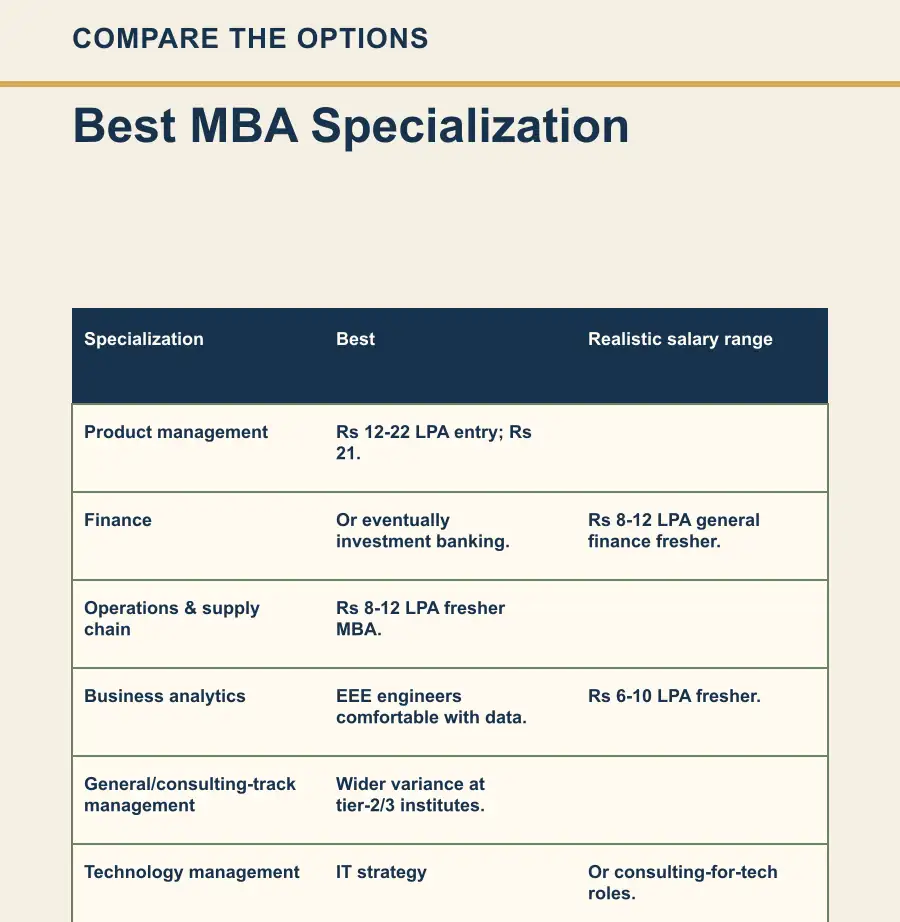 COMPARE THE OPTIONS
Best MBA Specialization
Specialization Best Realistic salary range
Product management Rs 12-22 LPA entry; Rs
21.
Finance Or eventually Rs 8-12 LPA general
investment banking. finance fresher.
Operations & supply Rs 8-12 LPA fresher
chain MBA.
Business analytics EEE engineers Rs 6-10 LPA fresher.
comfortable with data.
General/consulting-track Wider variance at
management tier-2/3 institutes.
Technology management IT strategy Or consulting-for-tech
roles.